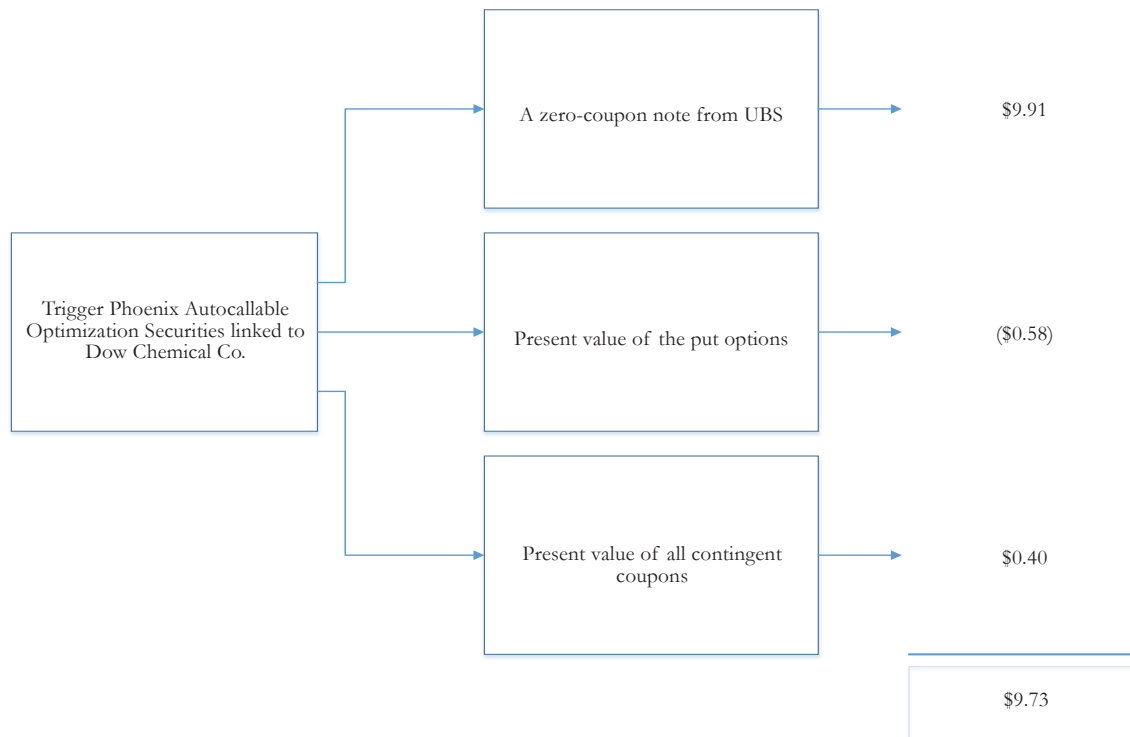 A zero-coupon note from UBS
$9.91
Trigger Phoenix Autocallable
Optimization Securities linked to
Dow Chemical Co.
Present value of the put options
($0.58)
Present value of all contingent
coupons
$0.40
$9.73